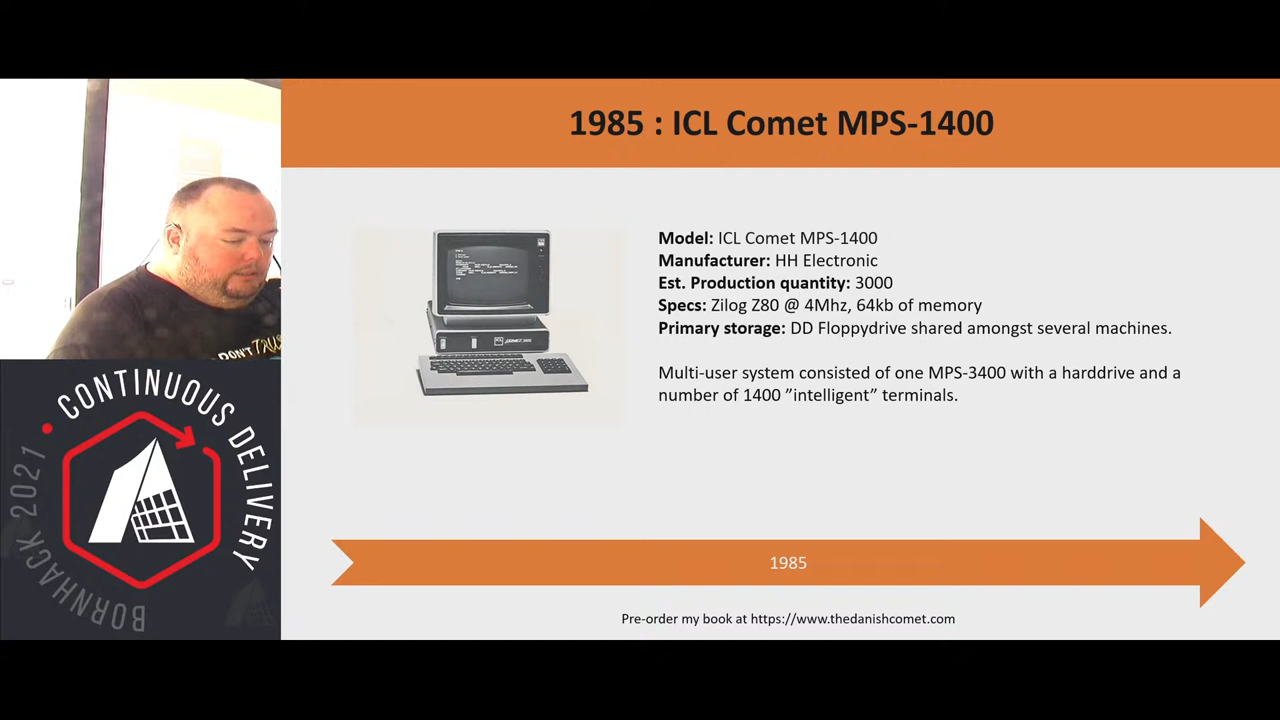 1985 : ICL Comet MPS-1400
Model: ICL Comet MPS-1400
Manufacturer: HH Electronic
Est. Production quantity: 3000
Specs: Zilog Z80 @ 4Mhz, 64kb of memory
Primary storage: DD Floppydrive shared amongst several machines.
Multi-user system consisted of one MPS-3400 with a harddrive and a
number of 1400 ”intelligent” terminals.
1985
Pre-order my book at https://www.thedanishcomet.com
DON'T TRUS
CONTINUOUS DELIVERY
BORNHACK 2021